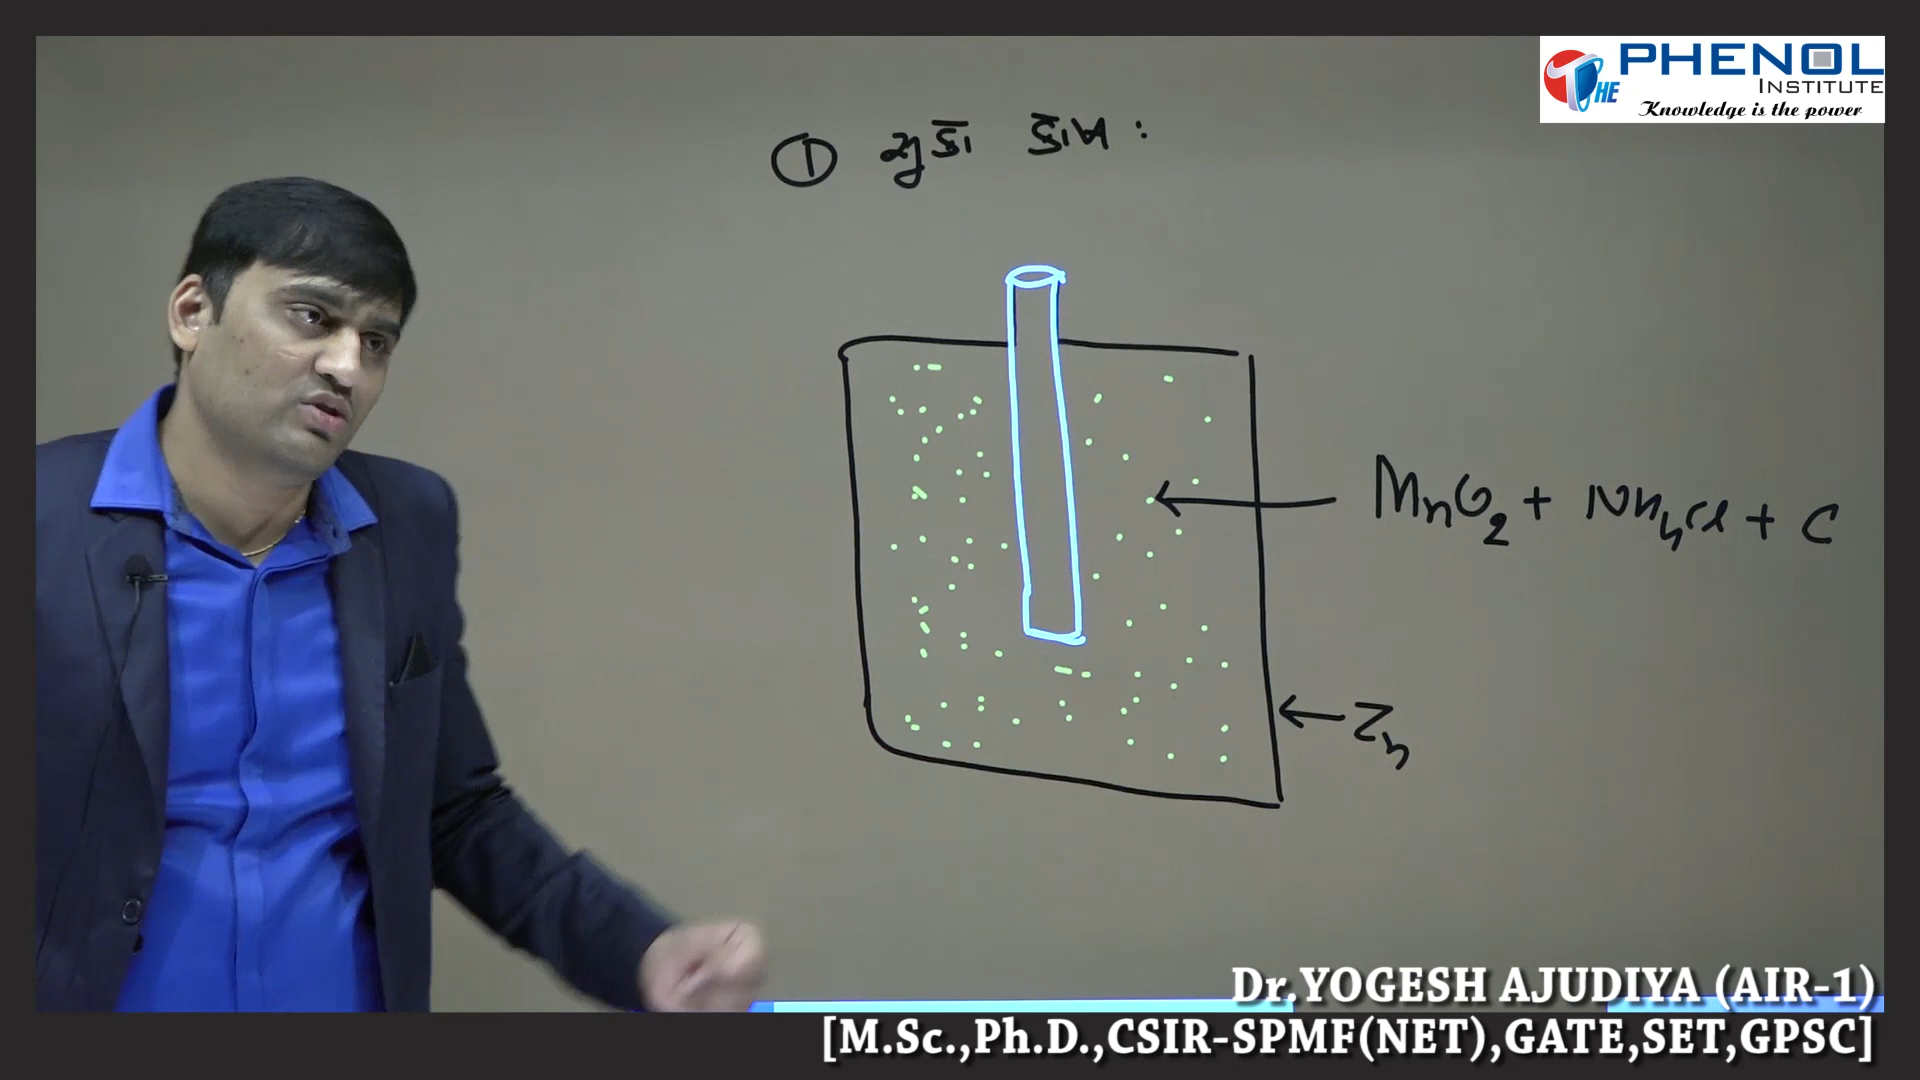 THE PHENOL
INSTITUTE
Knowledge is the power
① સુકો કોષ :
MnO₂ + NH₄Cl + C
Zn
Dr.YOGESH AJUDIYA (AIR-1)
[M.Sc.,Ph.D.,CSIR-SPMF(NET),GATE,SET,GPSC]